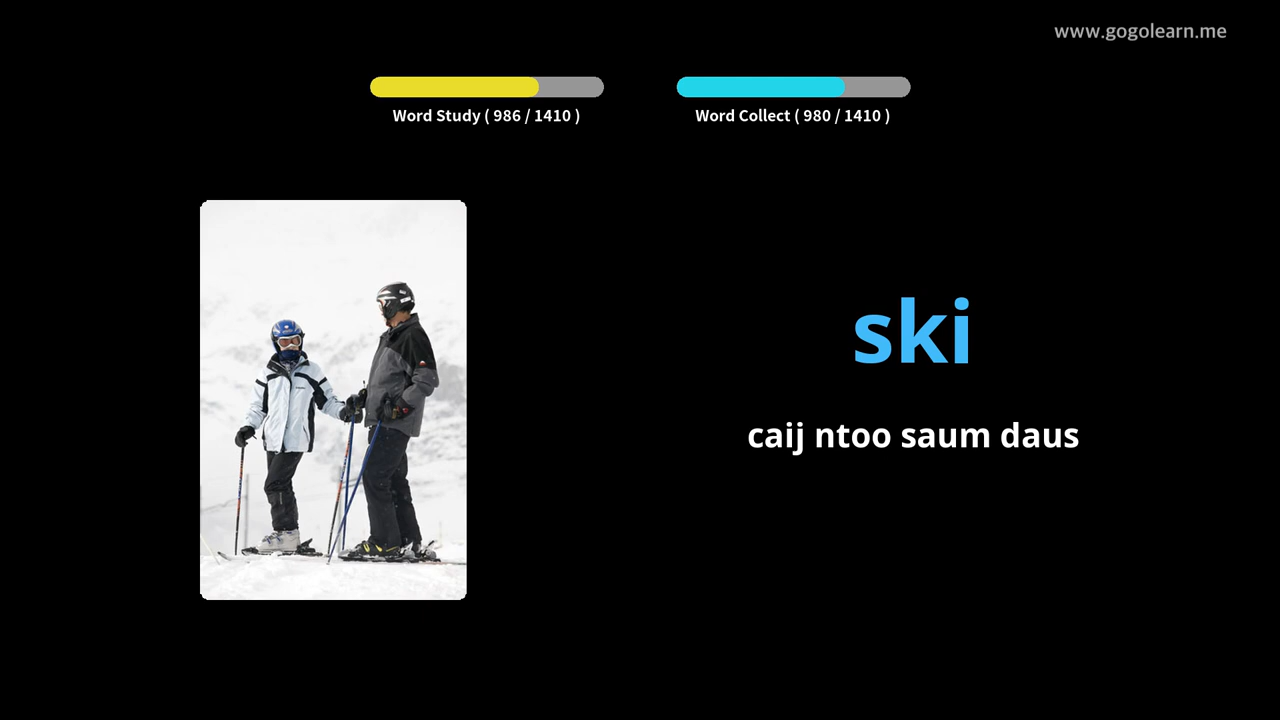 www.gogolearn.me
Word Study ( 986 / 1410 )
Word Collect ( 980 / 1410 )
ski
caij ntoo saum daus